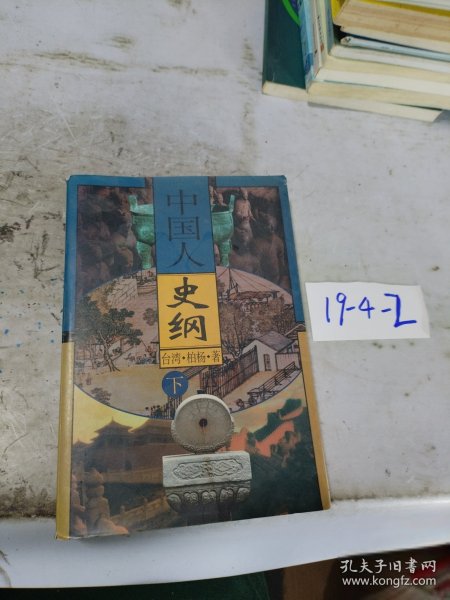 中国人
史纲
台湾·柏杨·著
下
19-4-2
孔夫子旧书网
www.kongfz.com